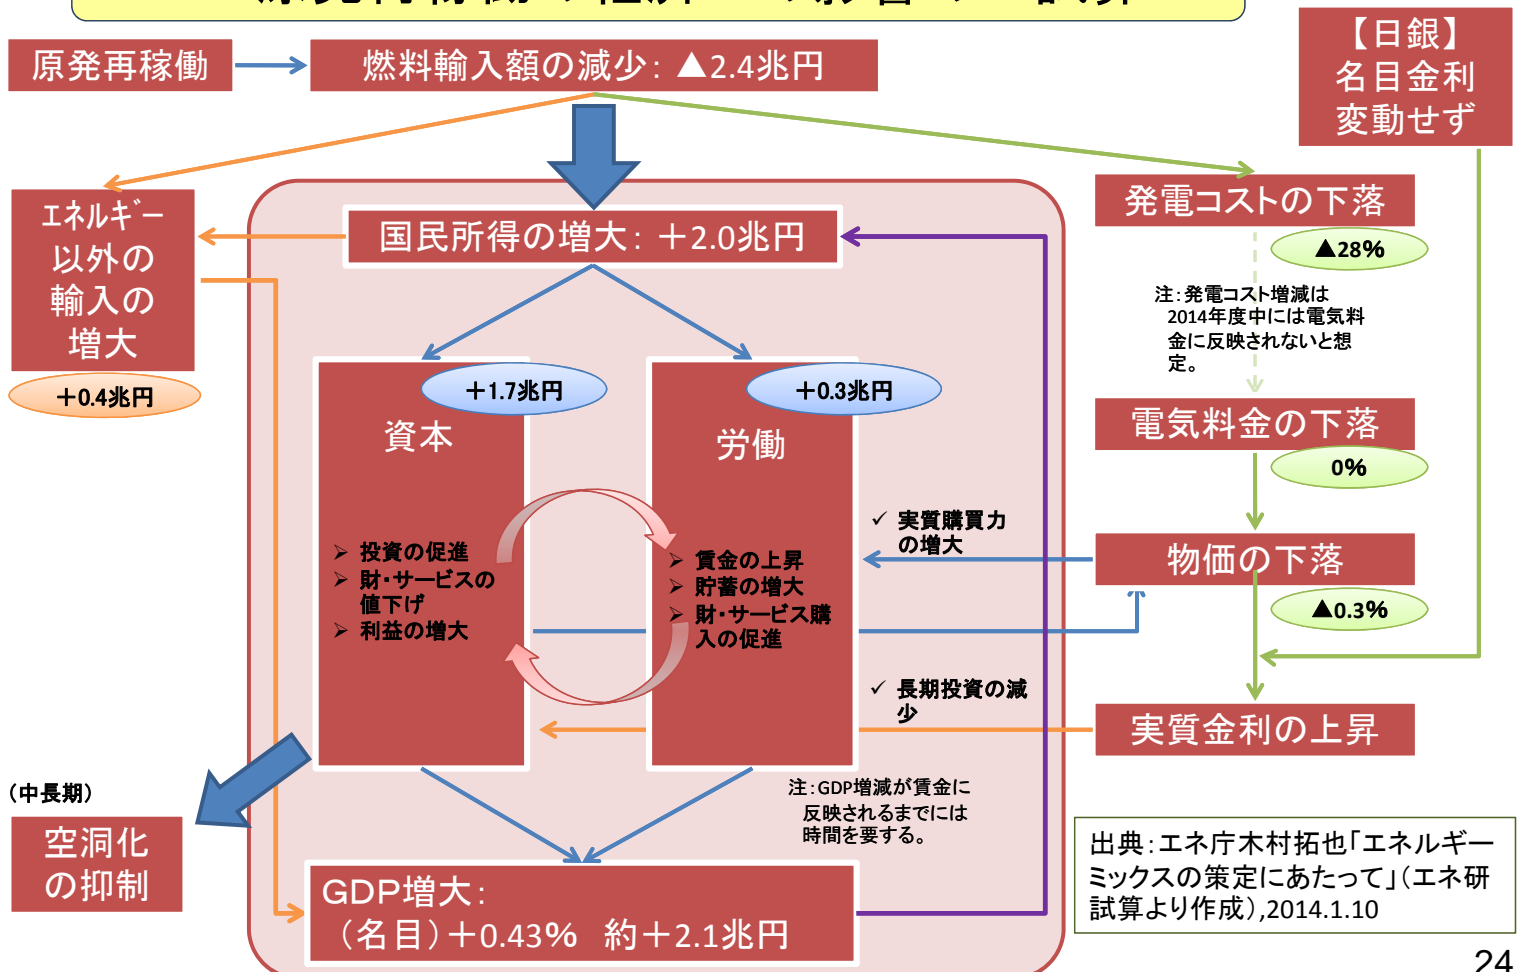 原発再稼働
燃料輸入額の減少：▲2.4兆円
【日銀】
名目金利
変動せず
エネルギー
以外の
輸入の
増大
＋0.4兆円
国民所得の増大：＋2.0兆円
発電コストの下落
▲28%
注：発電コスト増減は
2014年度中には電気料
金に反映されないと想
定。
＋1.7兆円
＋0.3兆円
資本
労働
電気料金の下落
0%
➢ 投資の促進
➢ 財・サービスの
値下げ
➢ 利益の増大
➢ 賃金の上昇
➢ 貯蓄の増大
➢ 財・サービス購
入の促進
✓ 実質購買力
の増大
物価の下落
▲0.3%
✓ 長期投資の減
少
実質金利の上昇
注：GDP増減が賃金に
反映されるまでには
時間を要する。
（中長期）
空洞化
の抑制
GDP増大：
（名目）＋0.43% 約＋2.1兆円
出典：エネ庁木村拓也「エネルギー
ミックスの策定にあたって」（エネ研
試算より作成）,2014.1.10
24